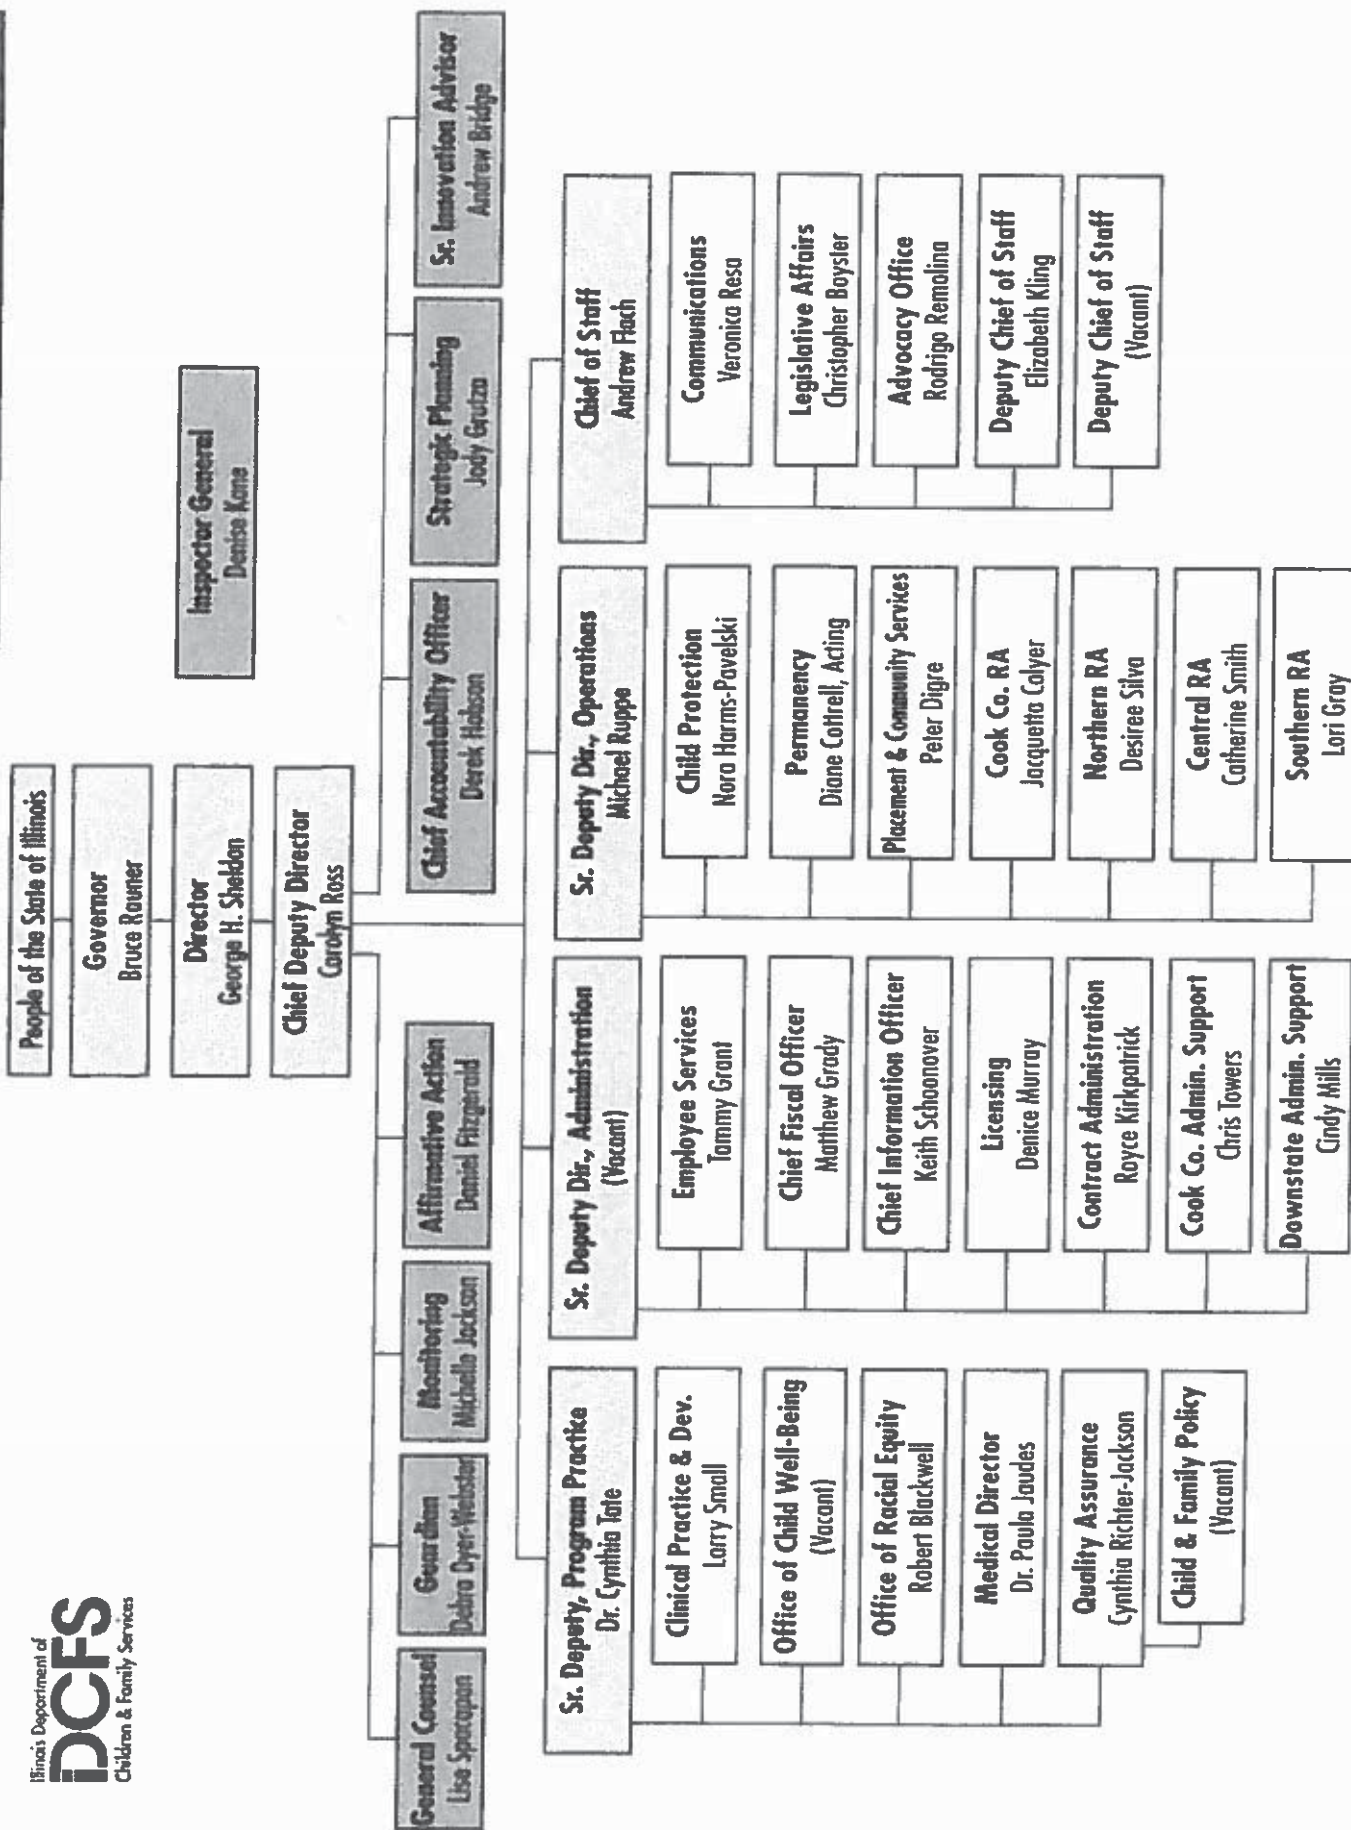 Illinois Department of
DCFS
Children & Family Services
People of the State of Illinois
Governor
Bruce Rauner
Director
George H. Sheldon
Chief Deputy Director
Carolyn Ross
Inspector General
Denise Kane
General Counsel
Lise Spacapan
Guardian
Debra Dyer-Webster
Monitoring
Michelle Jackson
Affirmative Action
Daniel Fitzgerald
Chief Accountability Officer
Derek Hobson
Strategic Planning
Jody Grutza
Sr. Innovation Advisor
Andrew Bridge
Sr. Deputy, Program Practice
Dr. Cynthia Tate
Clinical Practice & Dev.
Larry Small
Office of Child Well-Being
(Vacant)
Office of Racial Equity
Robert Blackwell
Medical Director
Dr. Paula Jaudes
Quality Assurance
Cynthia Richter-Jackson
Child & Family Policy
(Vacant)
Sr. Deputy Dir., Administration
(Vacant)
Employee Services
Tammy Grant
Chief Fiscal Officer
Matthew Grady
Chief Information Officer
Keith Schoonover
Licensing
Denice Murray
Contract Administration
Royce Kirkpatrick
Cook Co. Admin. Support
Chris Towers
Downstate Admin. Support
Cindy Mills
Sr. Deputy Dir., Operations
Michael Ruppe
Child Protection
Nora Harms-Pavelski
Permanency
Diane Cottrell, Acting
Placement & Community Services
Peter Digre
Cook Co. RA
Jacquetta Colyer
Northern RA
Desiree Silva
Central RA
Catherine Smith
Southern RA
Lori Gray
Chief of Staff
Andrew Flach
Communications
Veronica Resa
Legislative Affairs
Christopher Boyster
Advocacy Office
Rodrigo Remolina
Deputy Chief of Staff
Elizabeth Kling
Deputy Chief of Staff
(Vacant)